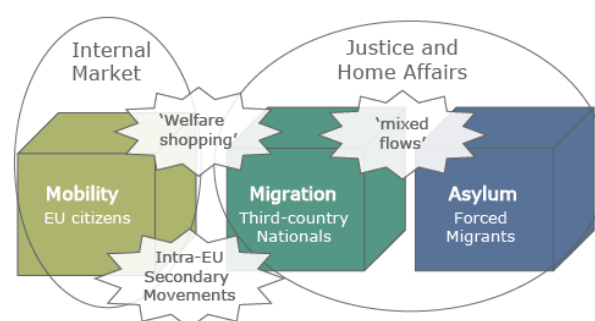 Internal
Market
Justice and
Home Affairs
‘Welfare
shopping’
‘mixed
flows’
Mobility
EU citizens
Migration
Third-country
Nationals
Asylum
Forced
Migrants
Intra-EU
Secondary
Movements